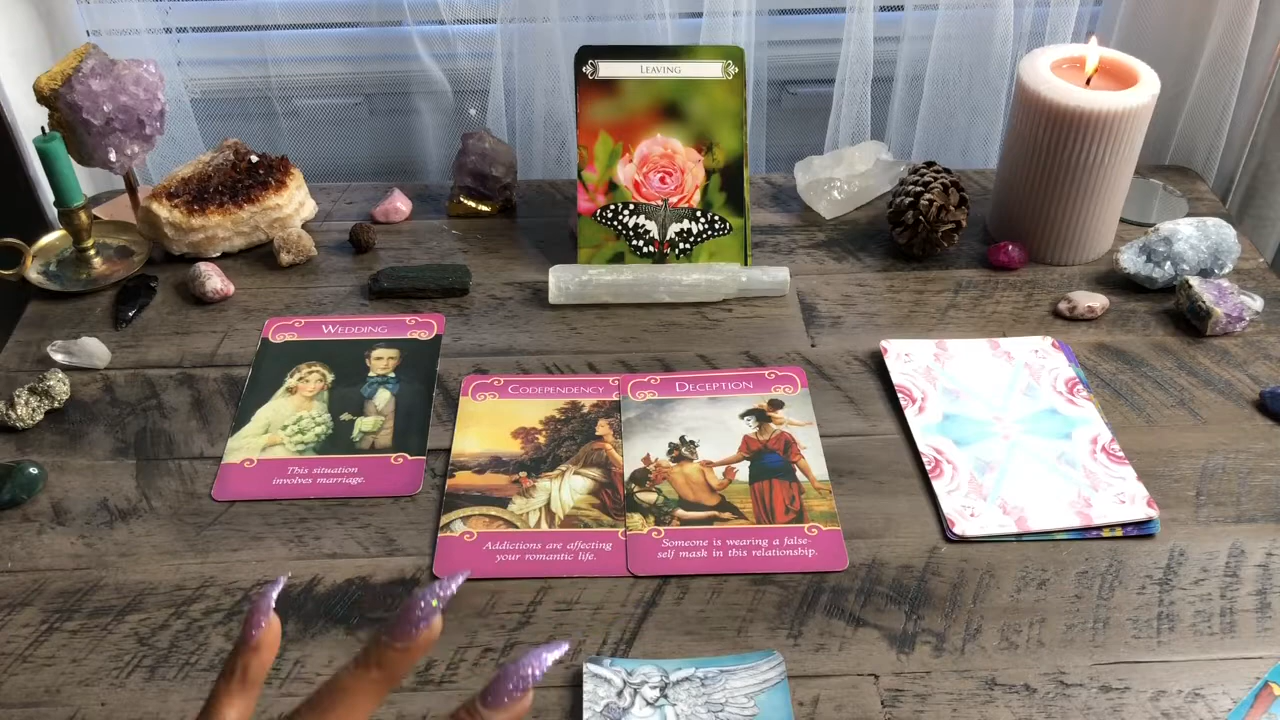 LEAVING
WEDDING
This situation
involves marriage.
CODEPENDENCY
Addictions are affecting
your romantic life.
DECEPTION
Someone is wearing a false-
self mask in this relationship.